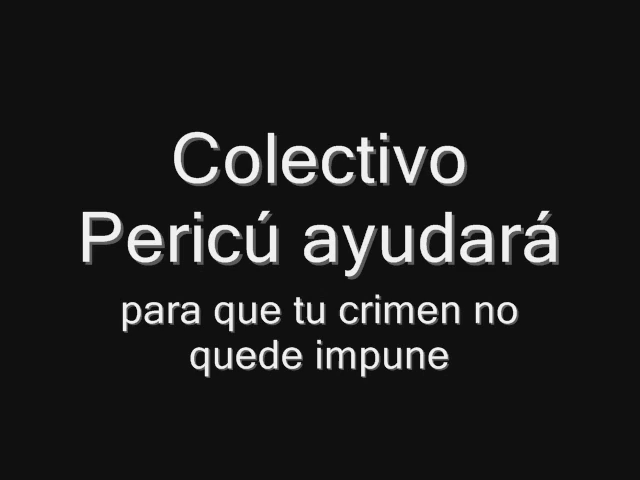 Colectivo
Pericú ayudará
para que tu crimen no
quede impune